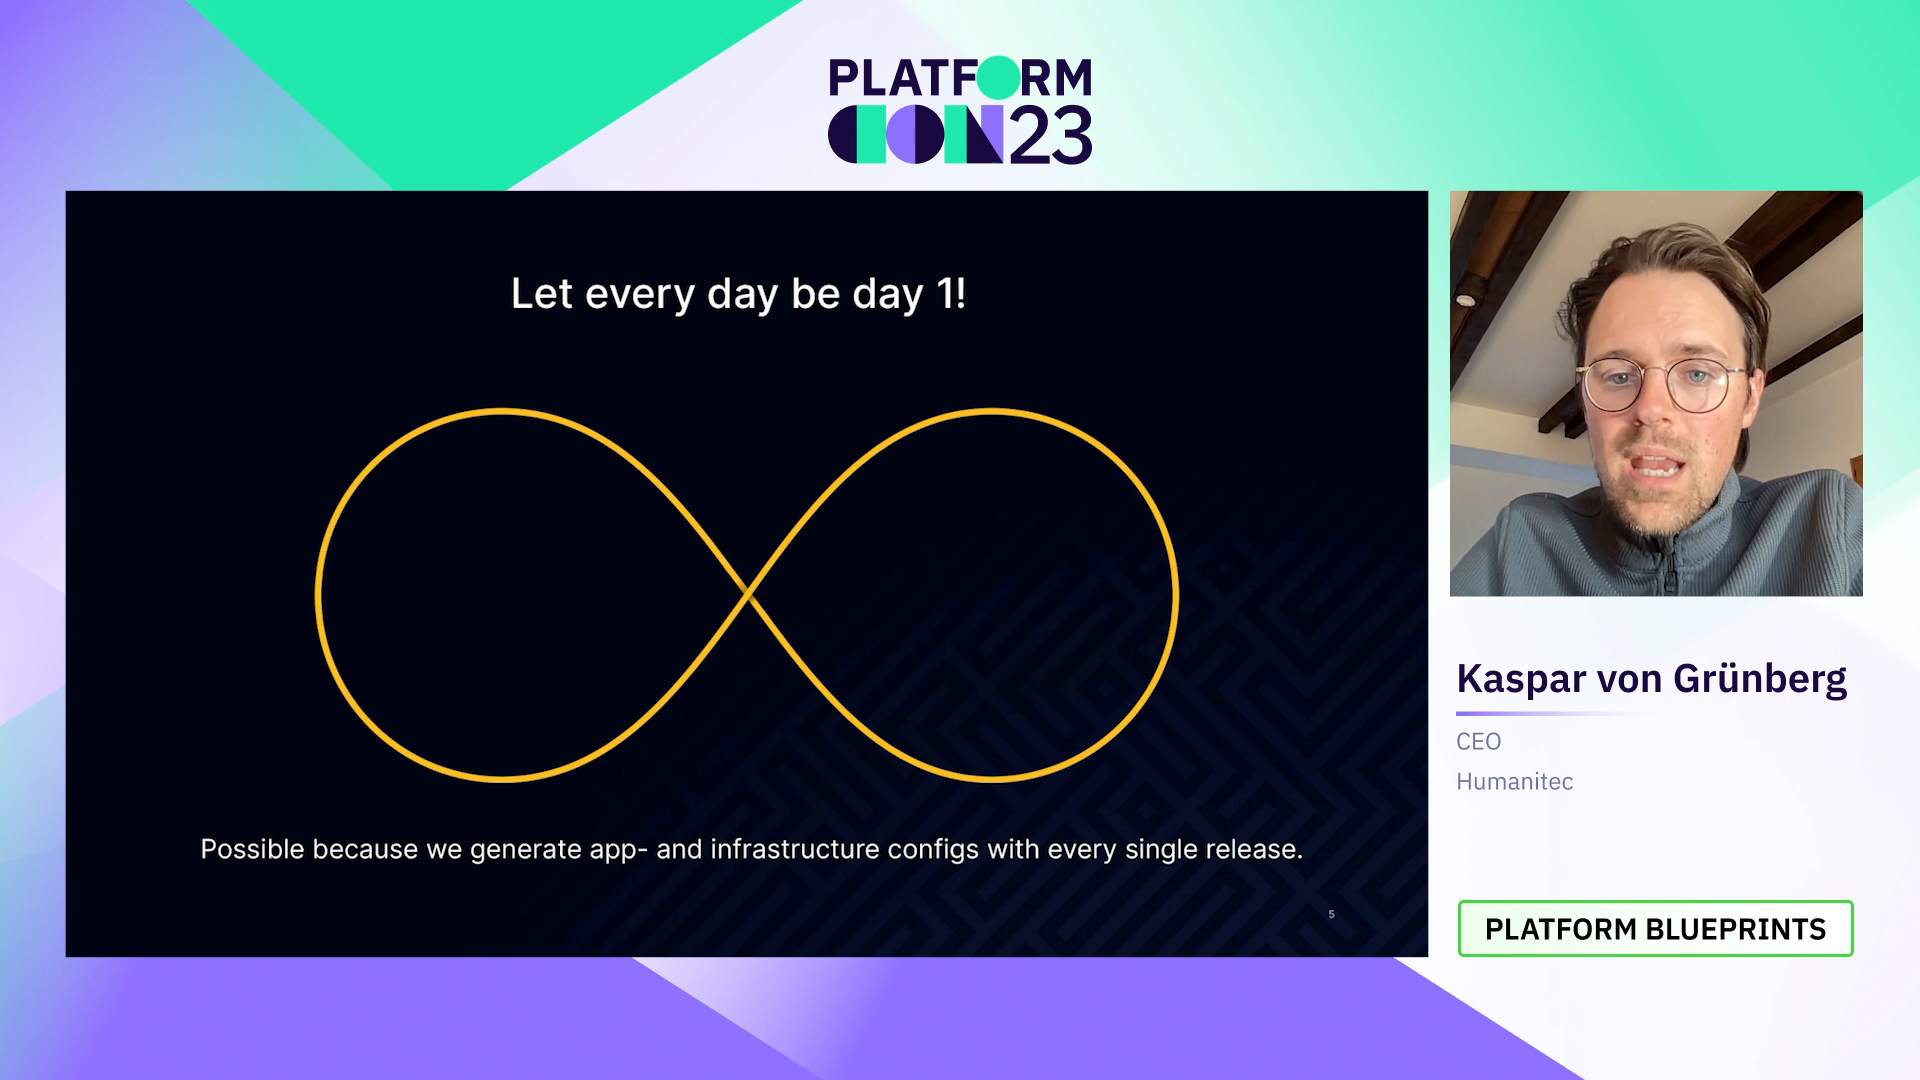 PLATFORM
CON23
Let every day be day 1!
Possible because we generate app- and infrastructure configs with every single release.
5
Kaspar von Grünberg
CEO
Humanitec
PLATFORM BLUEPRINTS